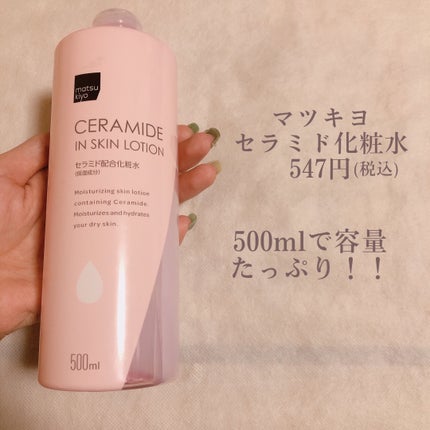 matsu
kiyo
CERAMIDE
IN SKIN LOTION
セラミド配合化粧水
(保湿成分)
Moisturizing skin lotion
containing Ceramide.
Moisturizes and hydrates
your dry skin.
500ml
マツキヨ
セラミド化粧水
547円(税込)
500mlで容量
たっぷり！！